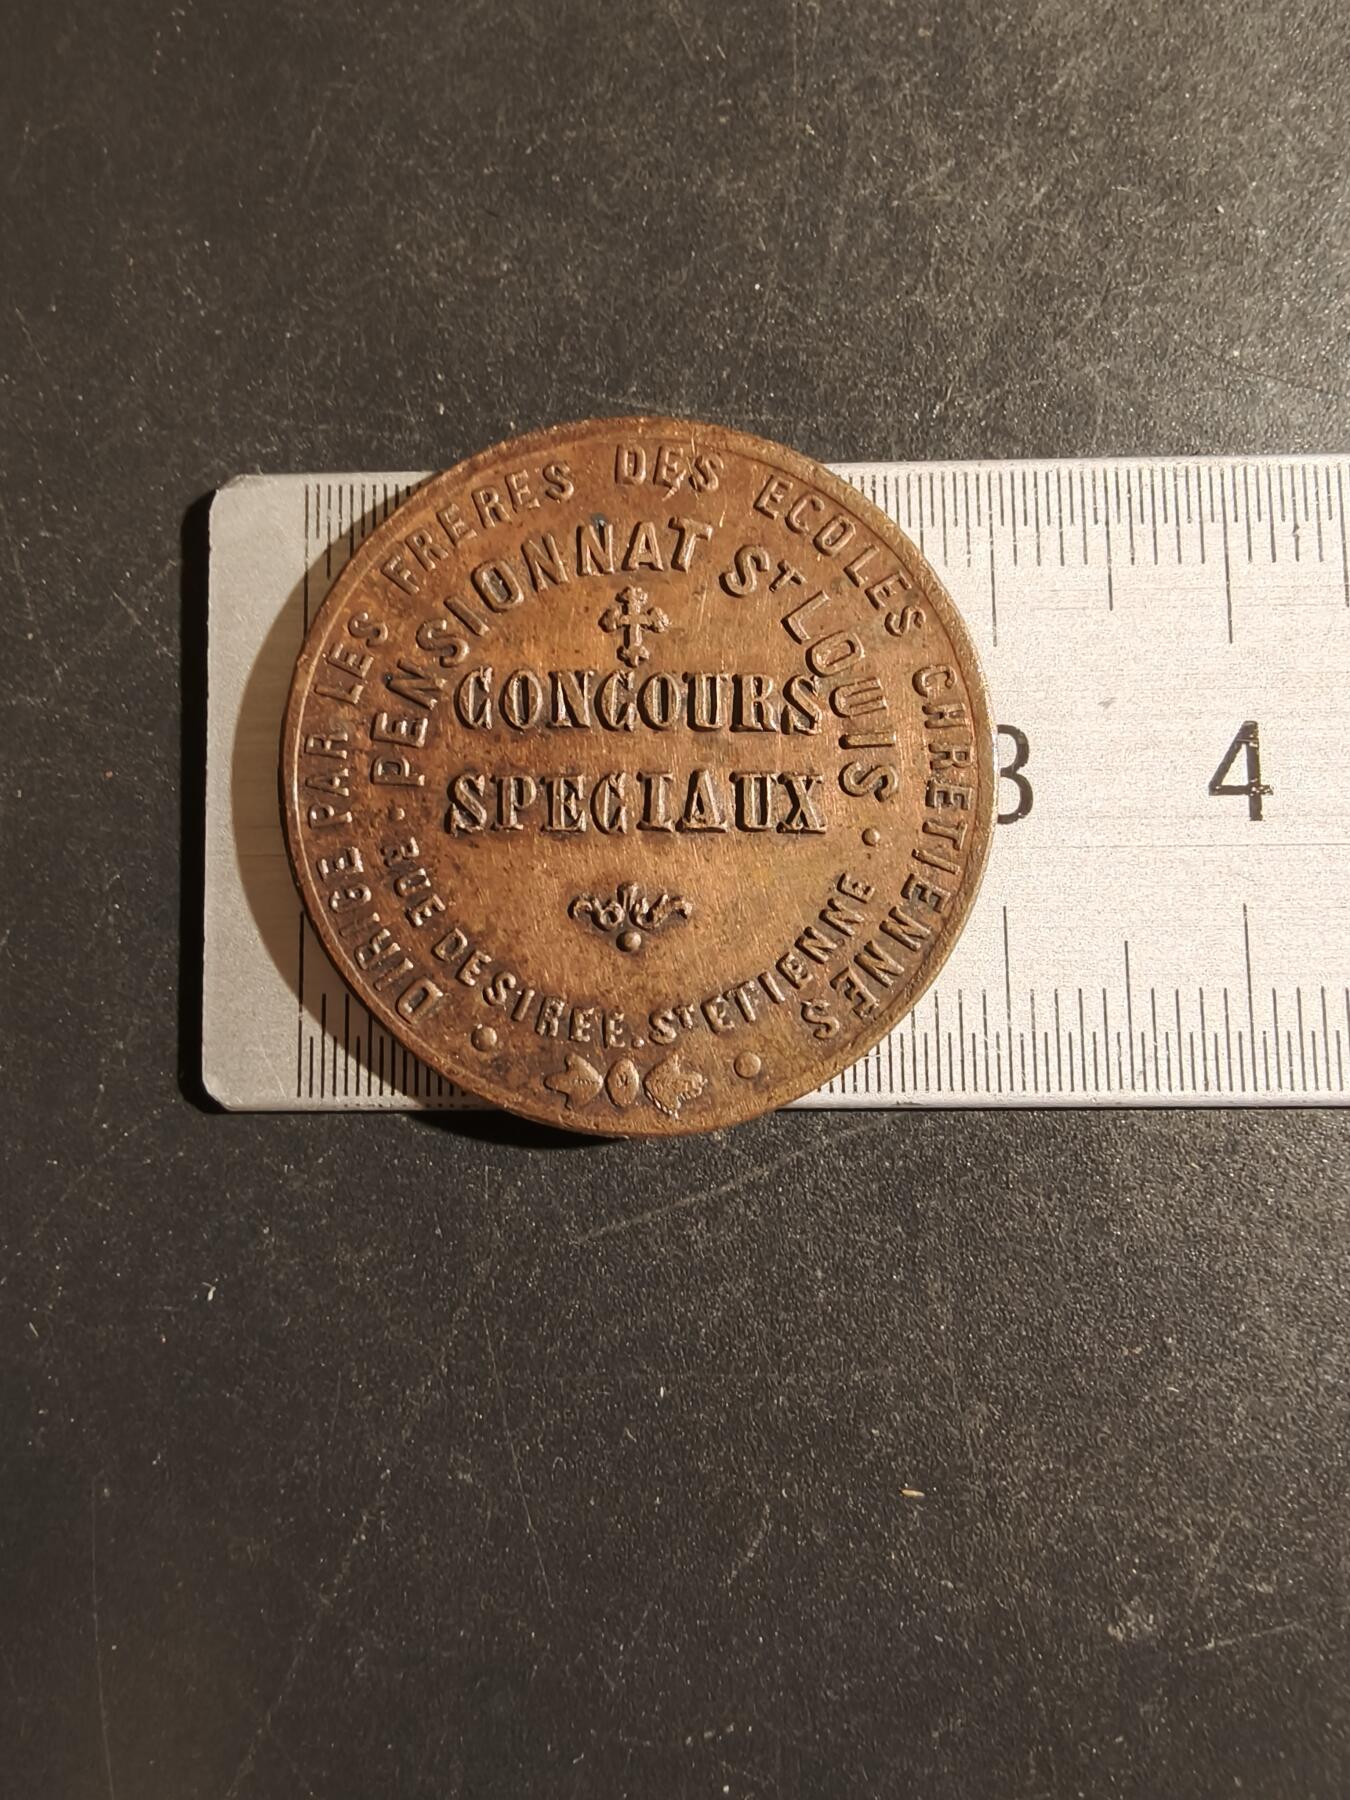 DIRIGE PAR LES FRERES DES ECOLES CHRETIENNES
PENSIONNAT ST LOUIS
CONCOURS
SPECIAUX
RUE DESIREE. ST ETIENNE
3 4